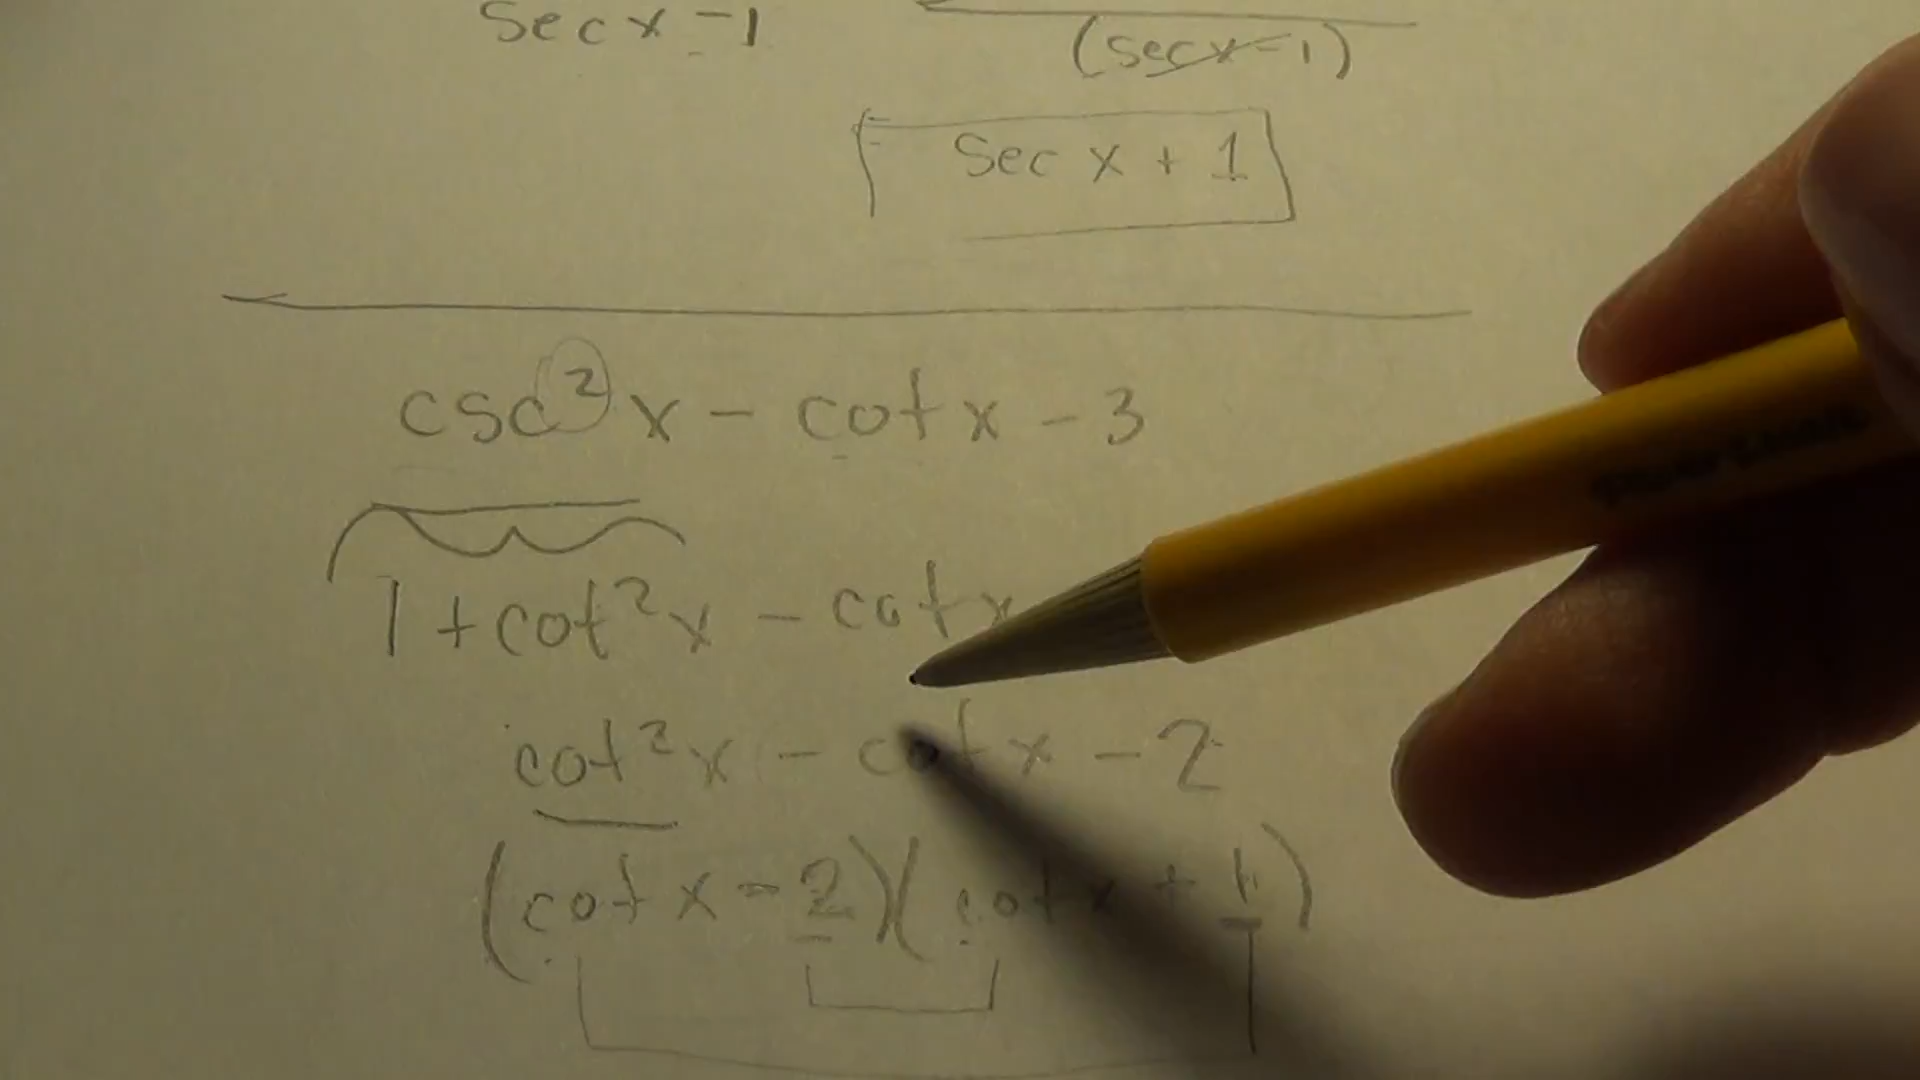 sec x - 1
(sec x - 1)
= sec x + 1
csc²x - cot x - 3
1 + cot²x - cot x
cot²x - cot x - 2
(cot x - 2)(cot x + 1)